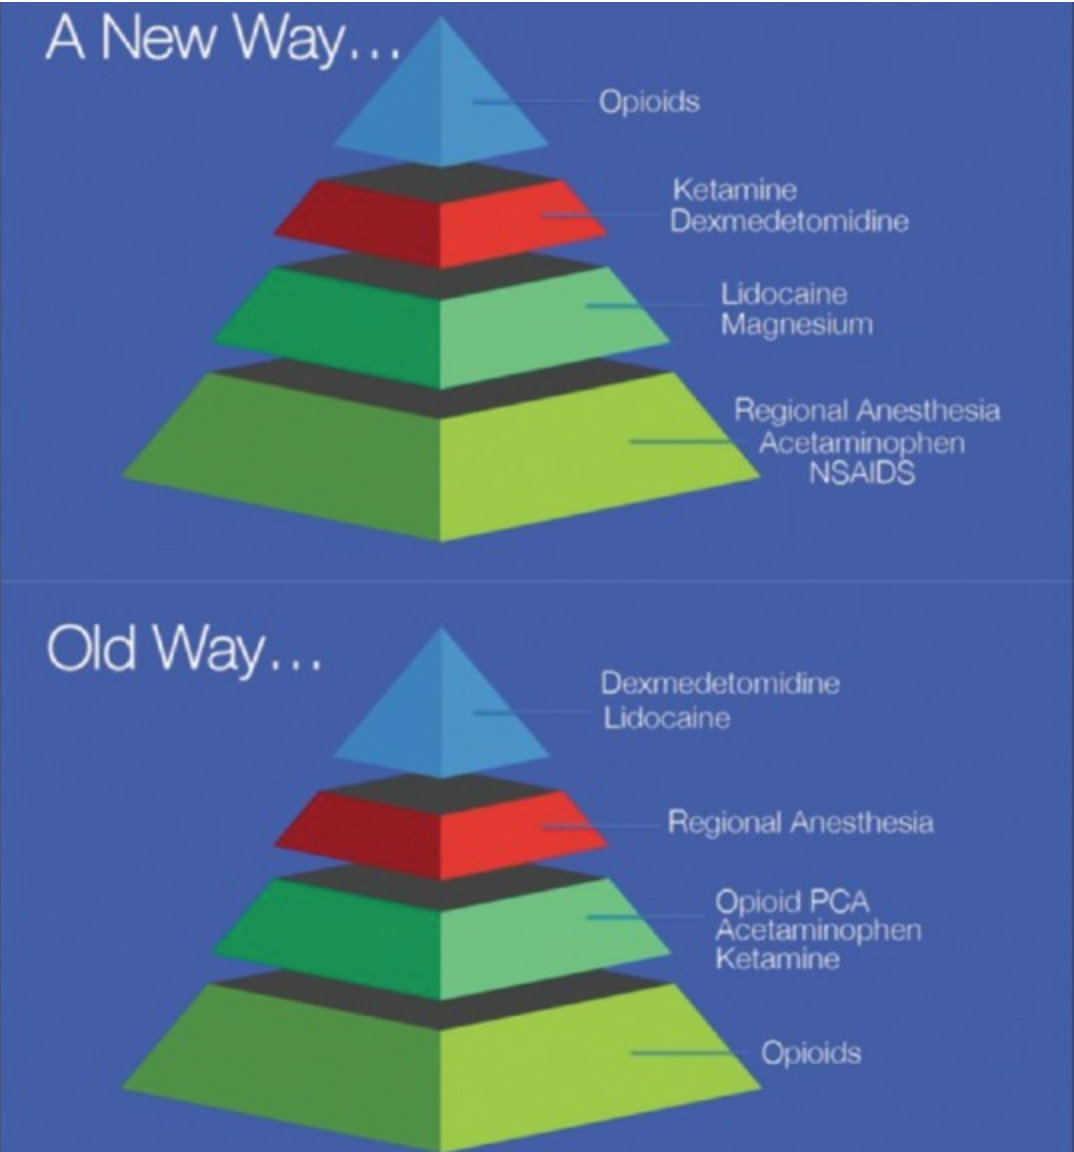 A New Way...
Opioids
Ketamine
Dexmedetomidine
Lidocaine
Magnesium
Regional Anesthesia
Acetaminophen
NSAIDS
Old Way...
Dexmedetomidine
Lidocaine
Regional Anesthesia
Opioid PCA
Acetaminophen
Ketamine
Opioids